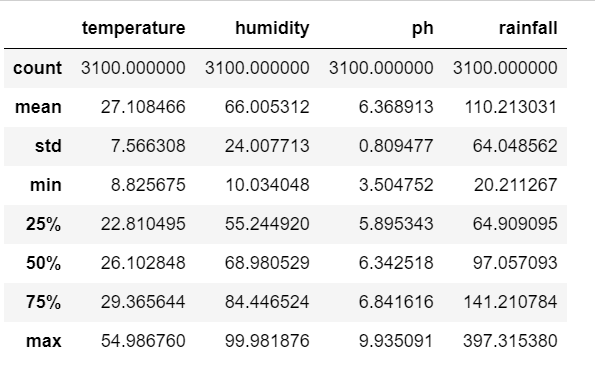 temperature humidity ph rainfall
count 3100.000000 3100.000000 3100.000000 3100.000000
mean 27.108466 66.005312 6.368913 110.213031
std 7.566308 24.007713 0.809477 64.048562
min 8.825675 10.034048 3.504752 20.211267
25% 22.810495 55.244920 5.895343 64.909095
50% 26.102848 68.980529 6.342518 97.057093
75% 29.365644 84.446524 6.841616 141.210784
max 54.986760 99.981876 9.935091 397.315380